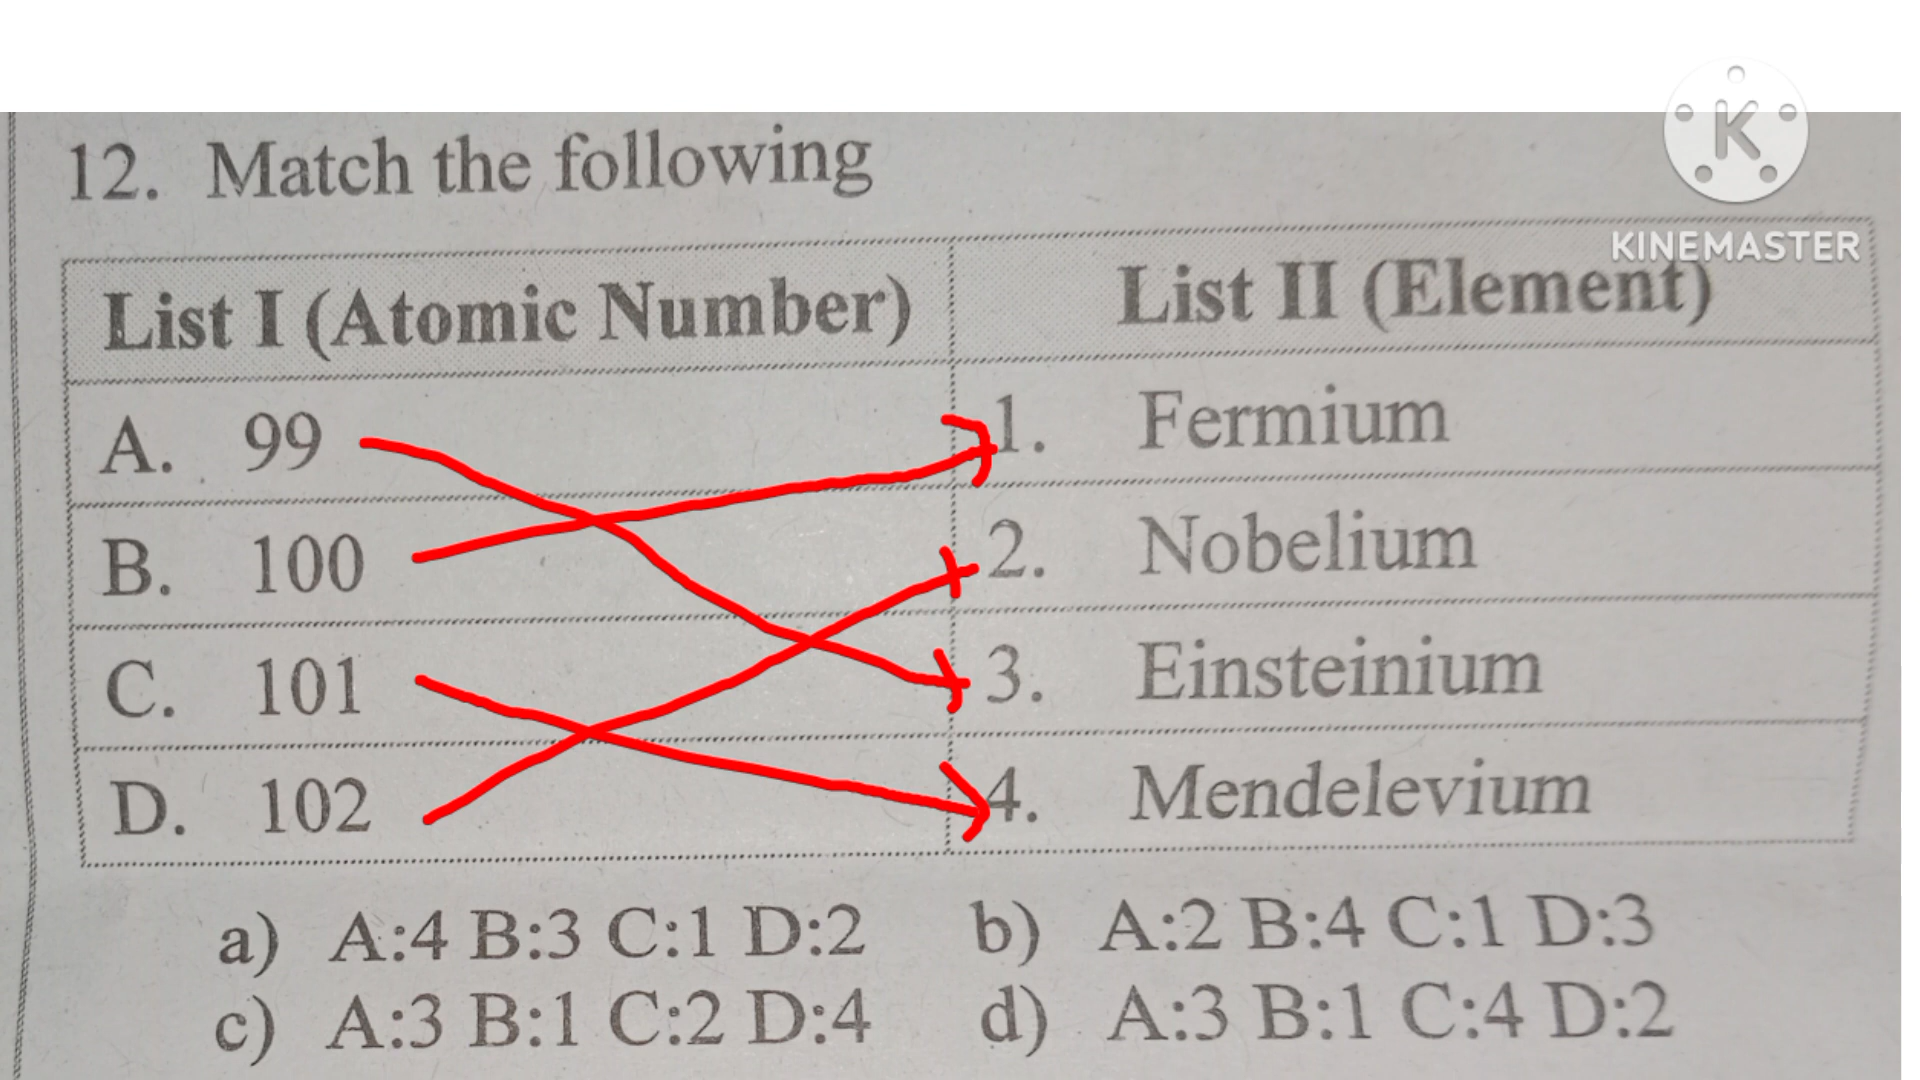 K
KINEMASTER
12. Match the following
List I (Atomic Number) List II (Element)
A. 99 1. Fermium
B. 100 2. Nobelium
C. 101 3. Einsteinium
D. 102 4. Mendelevium
a) A:4 B:3 C:1 D:2 b) A:2 B:4 C:1 D:3
c) A:3 B:1 C:2 D:4 d) A:3 B:1 C:4 D:2